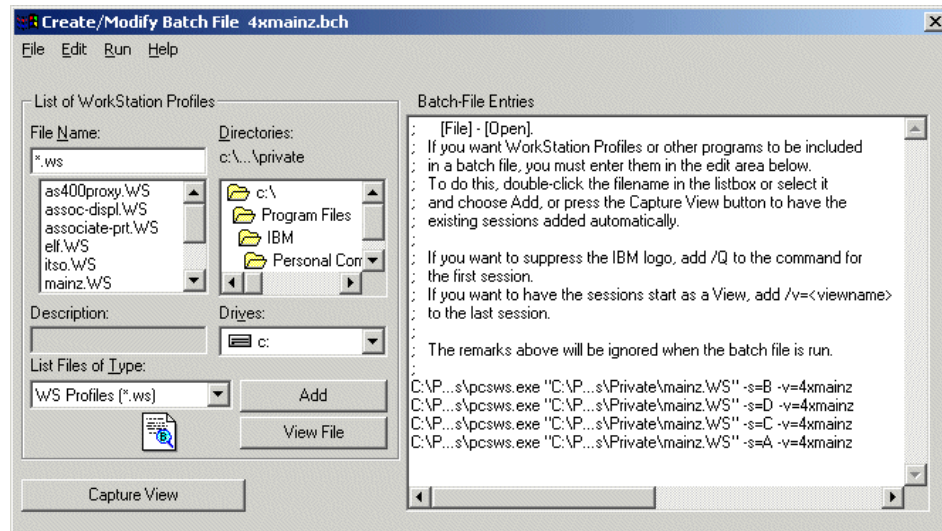 Create/Modify Batch File 4xmainz.bch
File Edit Run Help
List of WorkStation Profiles
File Name:
*.ws
as400proxy.WS
assoc-displ.WS
associate-prt.WS
elf.WS
itso.WS
mainz.WS
Directories:
c:\...\private
c:\
Program Files
IBM
Personal Com
Description:
Drives:
c:
List Files of Type:
WS Profiles (*.ws)
Add
View File
Capture View
Batch-File Entries
; [File] - [Open].
; If you want WorkStation Profiles or other programs to be included
; in a batch file, you must enter them in the edit area below.
; To do this, double-click the filename in the listbox or select it
; and choose Add, or press the Capture View button to have the
; existing sessions added automatically.
;
; If you want to suppress the IBM logo, add /Q to the command for
; the first session.
; If you want to have the sessions start as a View, add /v=<viewname>
; to the last session.
;
; The remarks above will be ignored when the batch file is run.
;
C:\P...s\pcsws.exe "C:\P...s\Private\mainz.WS" -s=B -v=4xmainz
C:\P...s\pcsws.exe "C:\P...s\Private\mainz.WS" -s=D -v=4xmainz
C:\P...s\pcsws.exe "C:\P...s\Private\mainz.WS" -s=C -v=4xmainz
C:\P...s\pcsws.exe "C:\P...s\Private\mainz.WS" -s=A -v=4xmainz